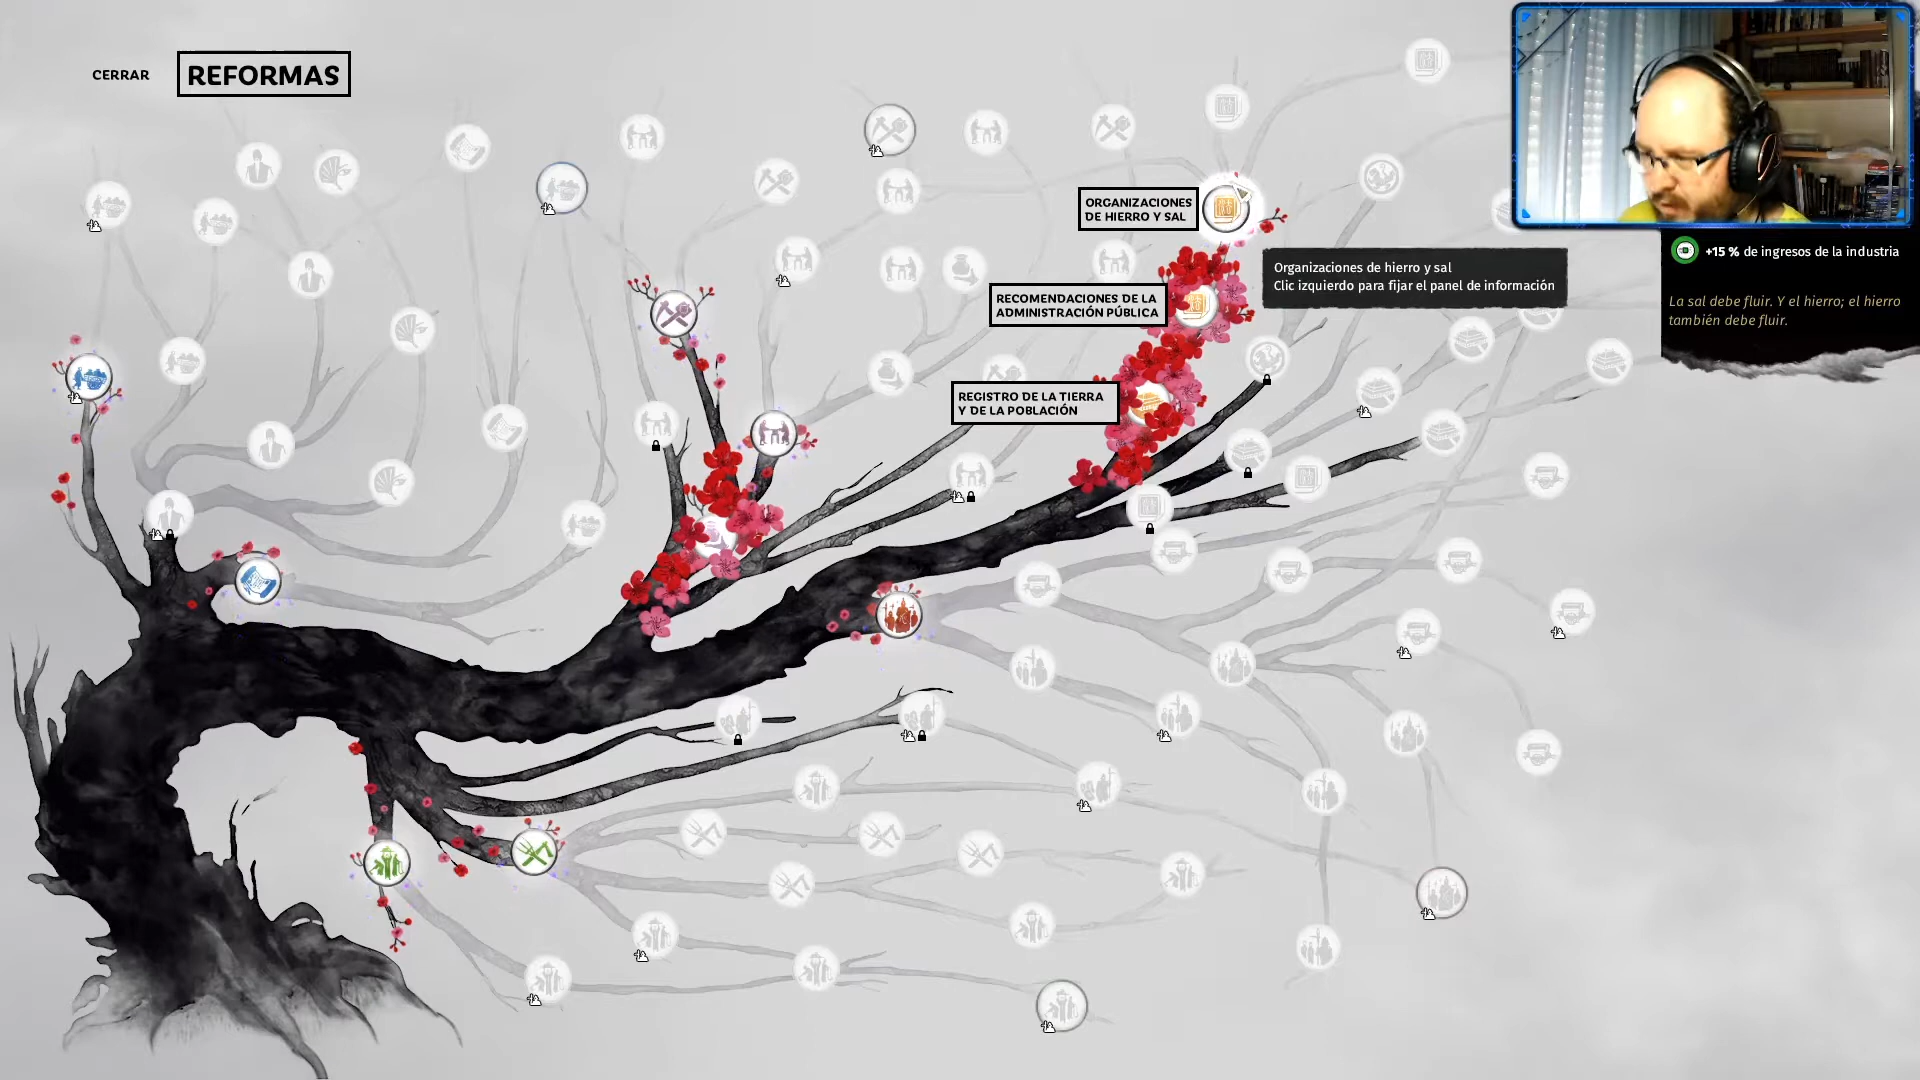 CERRAR
REFORMAS
ORGANIZACIONES
DE HIERRO Y SAL
RECOMENDACIONES DE LA
ADMINISTRACIÓN PÚBLICA
REGISTRO DE LA TIERRA
Y DE LA POBLACIÓN
Organizaciones de hierro y sal
Clic izquierdo para fijar el panel de información
+15 % de ingresos de la industria
La sal debe fluir. Y el hierro; el hierro
también debe fluir.